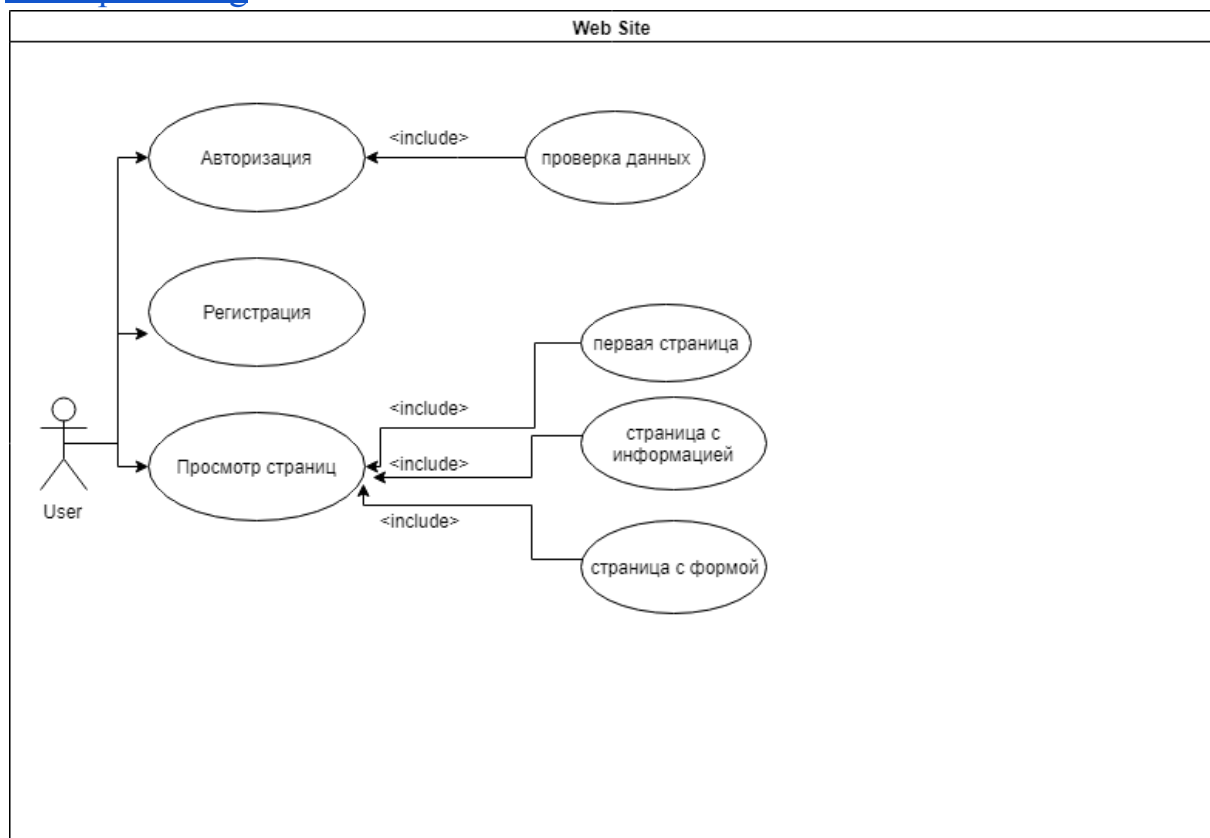 Web Site
Авторизация
<include>
проверка данных
Регистрация
первая страница
<include>
страница с
информацией
Просмотр страниц
<include>
User
<include>
страница с формой